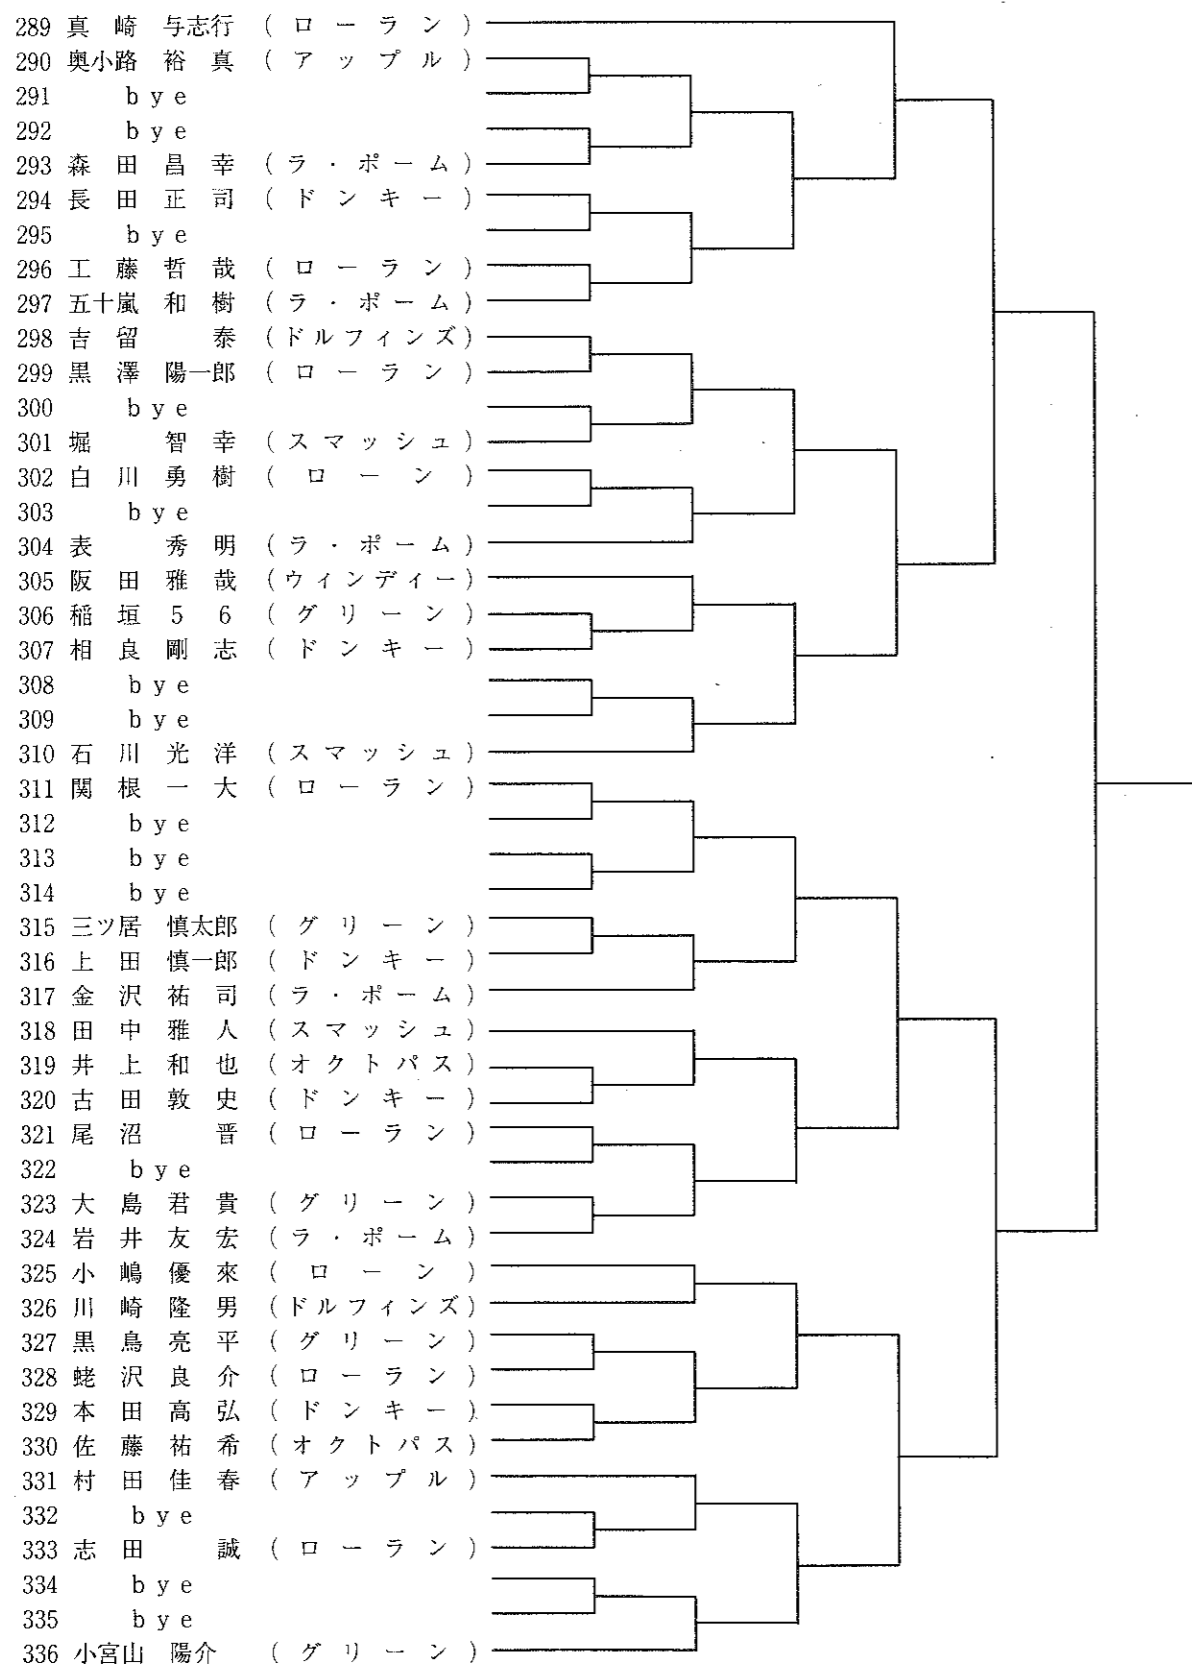 289 真崎 与志行 (ローラン)
290 奥小路 裕真 (アップル)
291 bye
292 bye
293 森田昌幸 (ラ・ポーム)
294 長田正司 (ドンキー)
295 bye
296 工藤哲哉 (ローラン)
297 五十嵐 和樹 (ラ・ポーム)
298 吉留 泰 (ドルフィンズ)
299 黒澤 陽一郎 (ローラン)
300 bye
301 堀 智幸 (スマッシュ)
302 白川勇樹 (ローン)
303 bye
304 表 秀明 (ラ・ポーム)
305 阪田雅哉 (ウィンディー)
306 稲垣56 (グリーン)
307 相良剛志 (ドンキー)
308 bye
309 bye
310 石川光洋 (スマッシュ)
311 関根一大 (ローラン)
312 bye
313 bye
314 bye
315 三ツ居 慎太郎 (グリーン)
316 上田 慎一郎 (ドンキー)
317 金沢祐司 (ラ・ポーム)
318 田中雅人 (スマッシュ)
319 井上和也 (オクトパス)
320 古田敦史 (ドンキー)
321 尾沼 晋 (ローラン)
322 bye
323 大島君貴 (グリーン)
324 岩井友宏 (ラ・ポーム)
325 小嶋優來 (ローン)
326 川崎隆男 (ドルフィンズ)
327 黒鳥亮平 (グリーン)
328 蛯沢良介 (ローラン)
329 本田高弘 (ドンキー)
330 佐藤祐希 (オクトパス)
331 村田佳春 (アップル)
332 bye
333 志田 誠 (ローラン)
334 bye
335 bye
336 小宮山 陽介 (グリーン)